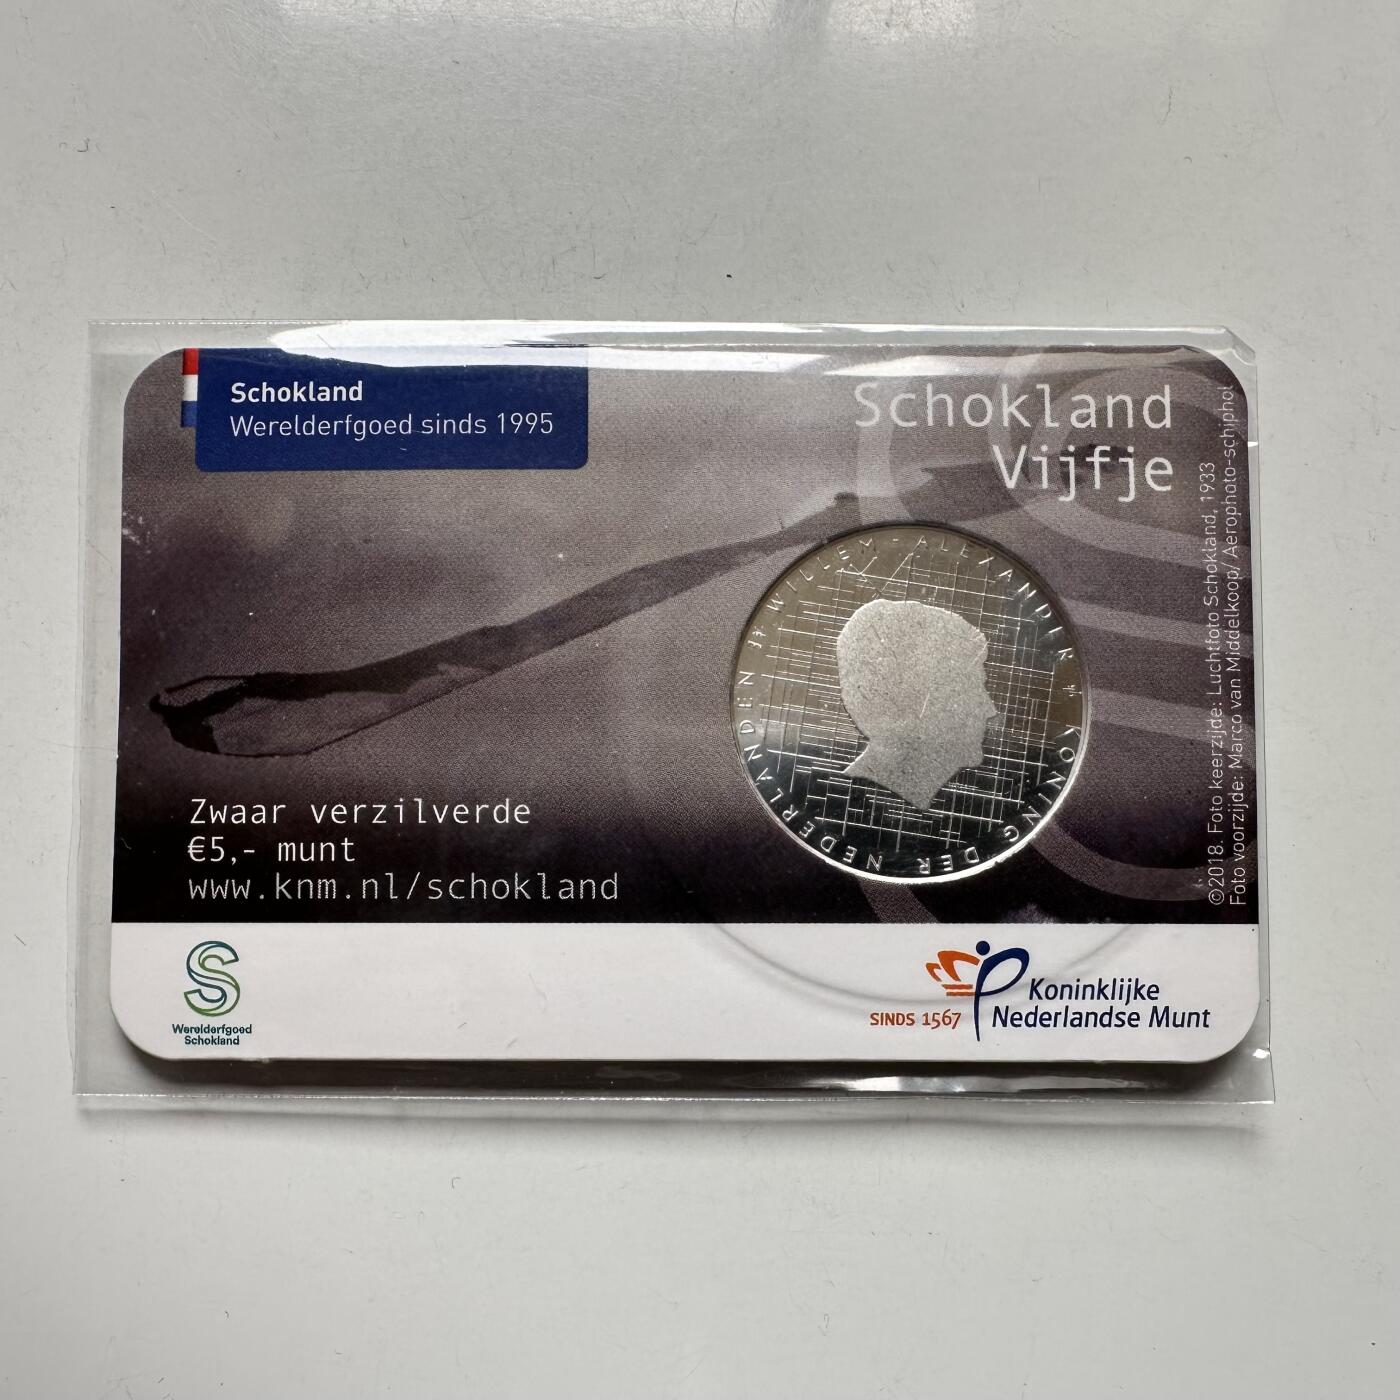 Schokland
Werelderfgoed sinds 1995
Schokland
Vijfje
WILLEM-ALEXANDER KONING DER NEDERLANDEN
Zwaar verzilverde
€5,- munt
www.knm.nl/schokland
©2018. Foto keerzijde: Luchtfoto Schokland, 1933
Foto voorzijde: Marco van Middelkoop/ Aerophoto-schiphol
Werelderfgoed
Schokland
SINDS 1567
Koninklijke
Nederlandse Munt